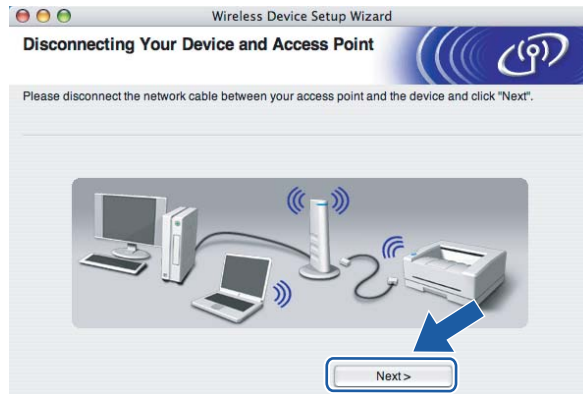 Wireless Device Setup Wizard
Disconnecting Your Device and Access Point
Please disconnect the network cable between your access point and the device and click "Next".
Next >